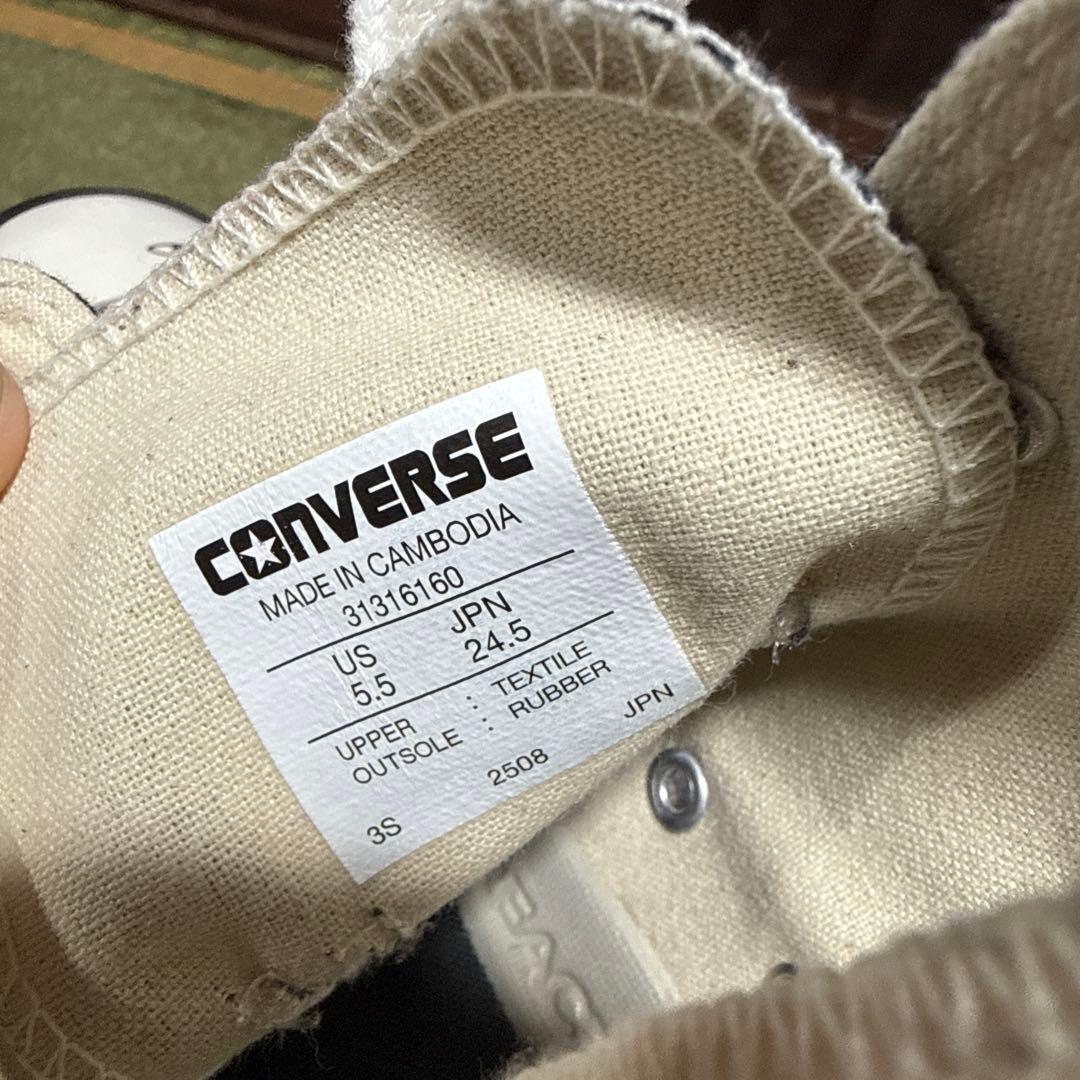 CONVERSE
MADE IN CAMBODIA
31316160
US JPN
5.5 24.5
UPPER : TEXTILE
OUTSOLE : RUBBER
3S 2508 JPN